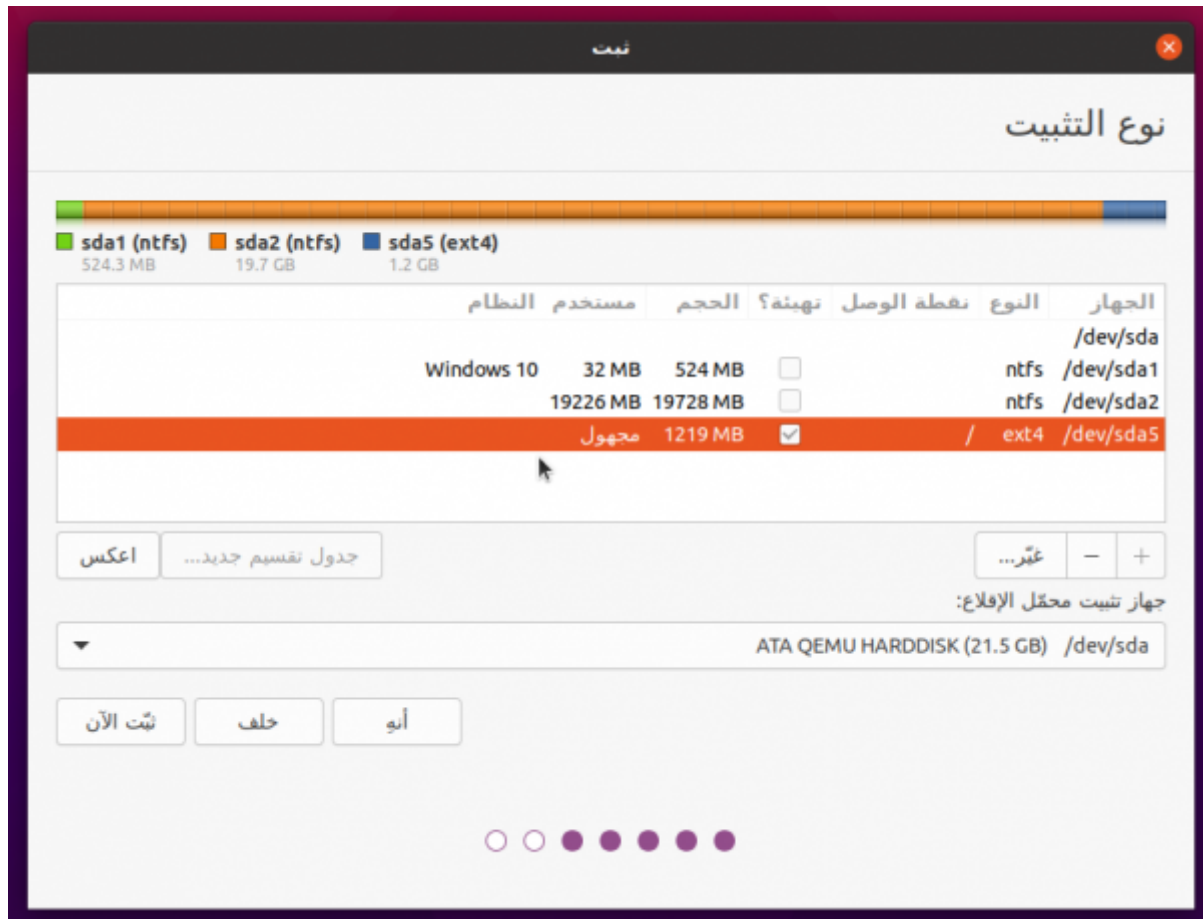 ثبت
نوع التثبيت
sda1 (ntfs) sda2 (ntfs) sda5 (ext4)
524.3 MB 19.7 GB 1.2 GB
الجهاز النوع نقطة الوصل تهيئة؟ الحجم مستخدم النظام
/dev/sda
/dev/sda1 ntfs 524 MB 32 MB Windows 10
/dev/sda2 ntfs 19728 MB 19226 MB
/dev/sda5 ext4 / 1219 MB مجهول
+ − غيّر... جدول تقسيم جديد... اعكس
جهاز تثبيت محمّل الإقلاع:
/dev/sda ATA QEMU HARDDISK (21.5 GB)
أنهِ خلف ثبّت الآن